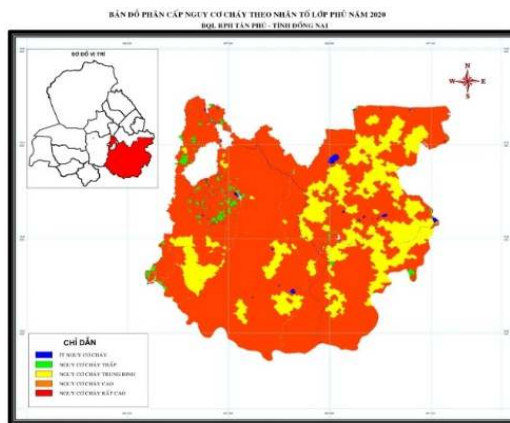 BẢN ĐỒ PHÂN CẤP NGUY CƠ CHÁY THEO NHÂN TỐ LỚP PHỦ NĂM 2020
BQL RPH TÂN PHÚ - TỈNH ĐỒNG NAI
SƠ ĐỒ VỊ TRÍ
N
W E
S
CHỈ DẪN
ÍT NGUY CƠ CHÁY
NGUY CƠ CHÁY THẤP
NGUY CƠ CHÁY TRUNG BÌNH
NGUY CƠ CHÁY CAO
NGUY CƠ CHÁY RẤT CAO